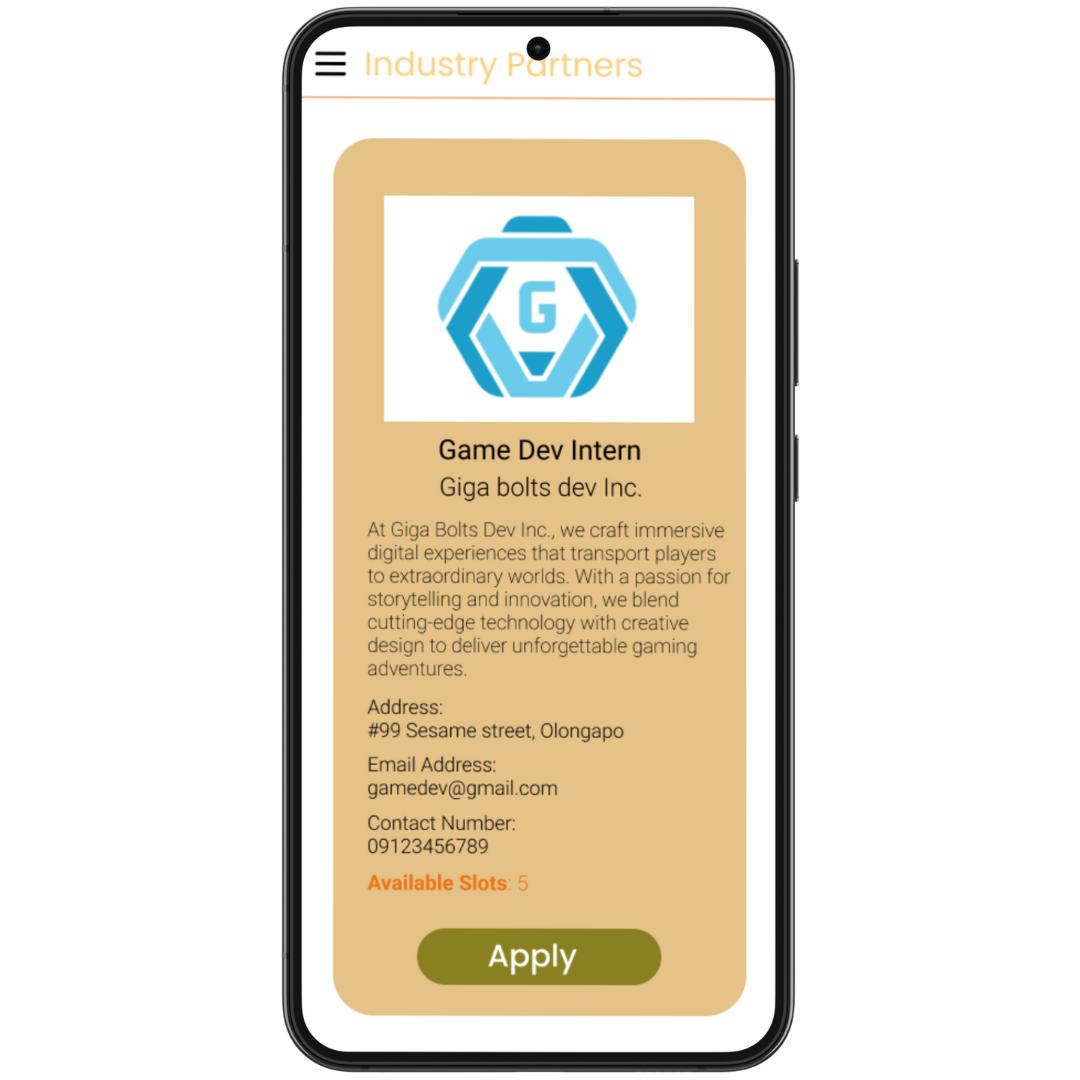 Industry Partners
G
Game Dev Intern
Giga bolts dev Inc.
At Giga Bolts Dev Inc., we craft immersive
digital experiences that transport players
to extraordinary worlds. With a passion for
storytelling and innovation, we blend
cutting-edge technology with creative
design to deliver unforgettable gaming
adventures.
Address:
#99 Sesame street, Olongapo
Email Address:
gamedev@gmail.com
Contact Number:
09123456789
Available Slots: 5
Apply